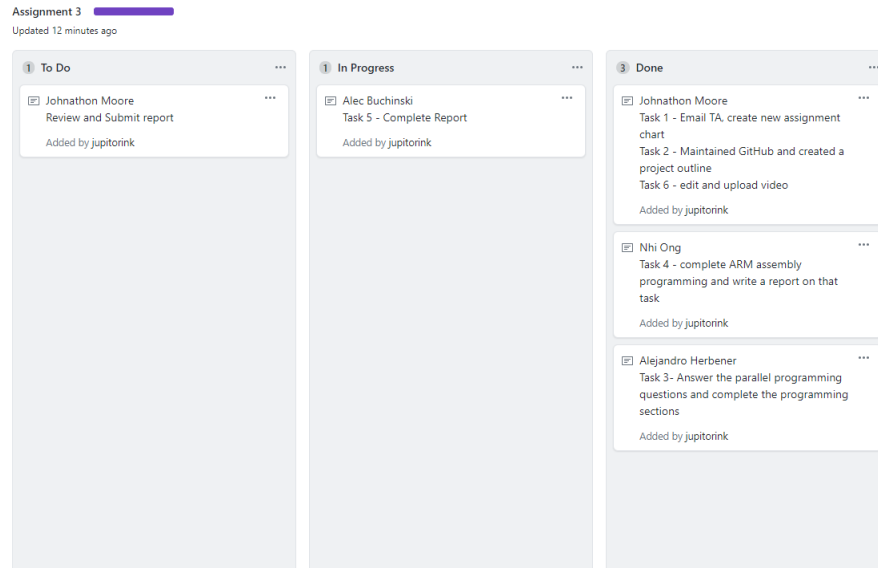 Assignment 3
Updated 12 minutes ago
1 To Do
Johnathon Moore
Review and Submit report
Added by jupitorink
1 In Progress
Alec Buchinski
Task 5 - Complete Report
Added by jupitorink
3 Done
Johnathon Moore
Task 1 - Email TA, create new assignment
chart
Task 2 - Maintained GitHub and created a
project outline
Task 6 - edit and upload video
Added by jupitorink
Nhi Ong
Task 4 - complete ARM assembly
programming and write a report on that
task
Added by jupitorink
Alejandro Herbener
Task 3- Answer the parallel programming
questions and complete the programming
sections
Added by jupitorink